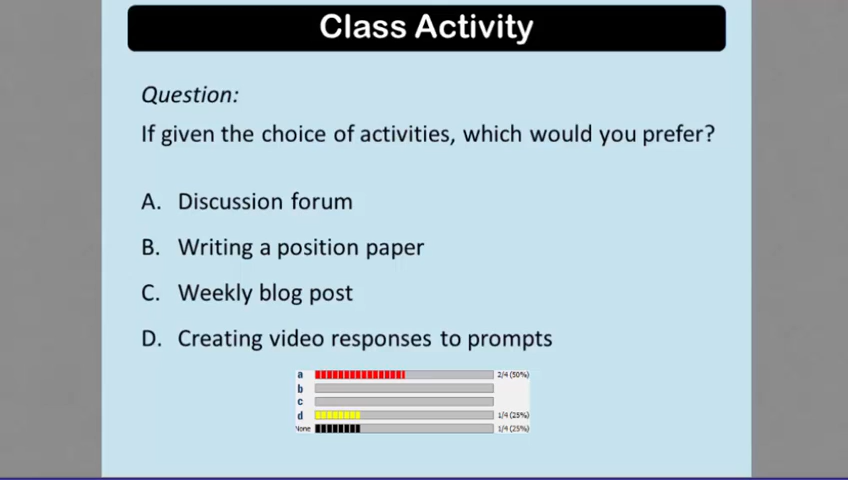 Class Activity
Question:
If given the choice of activities, which would you prefer?
A. Discussion forum
B. Writing a position paper
C. Weekly blog post
D. Creating video responses to prompts
a 2/4 (50%)
b
c
d 1/4 (25%)
None 1/4 (25%)